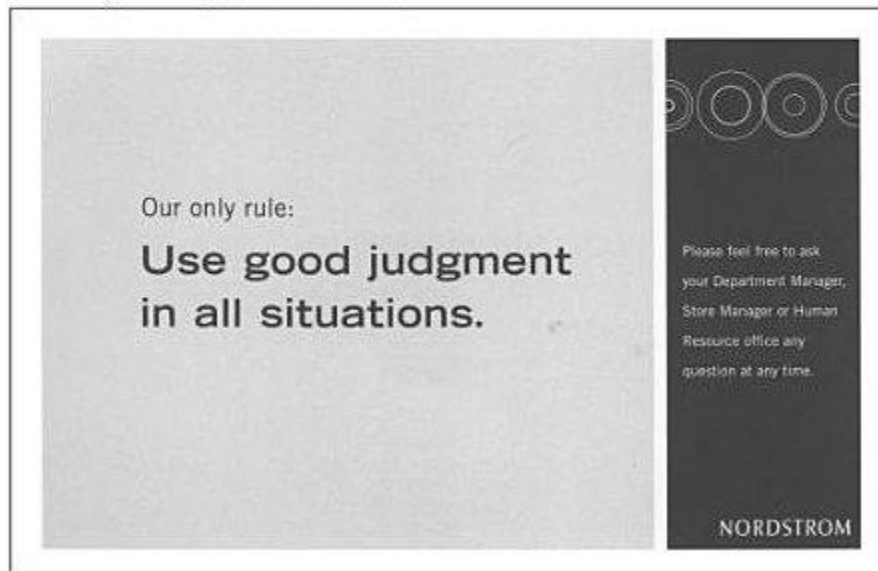 Our only rule:
Use good judgment
in all situations.
Please feel free to ask
your Department Manager,
Store Manager or Human
Resource office any
question at any time.
NORDSTROM